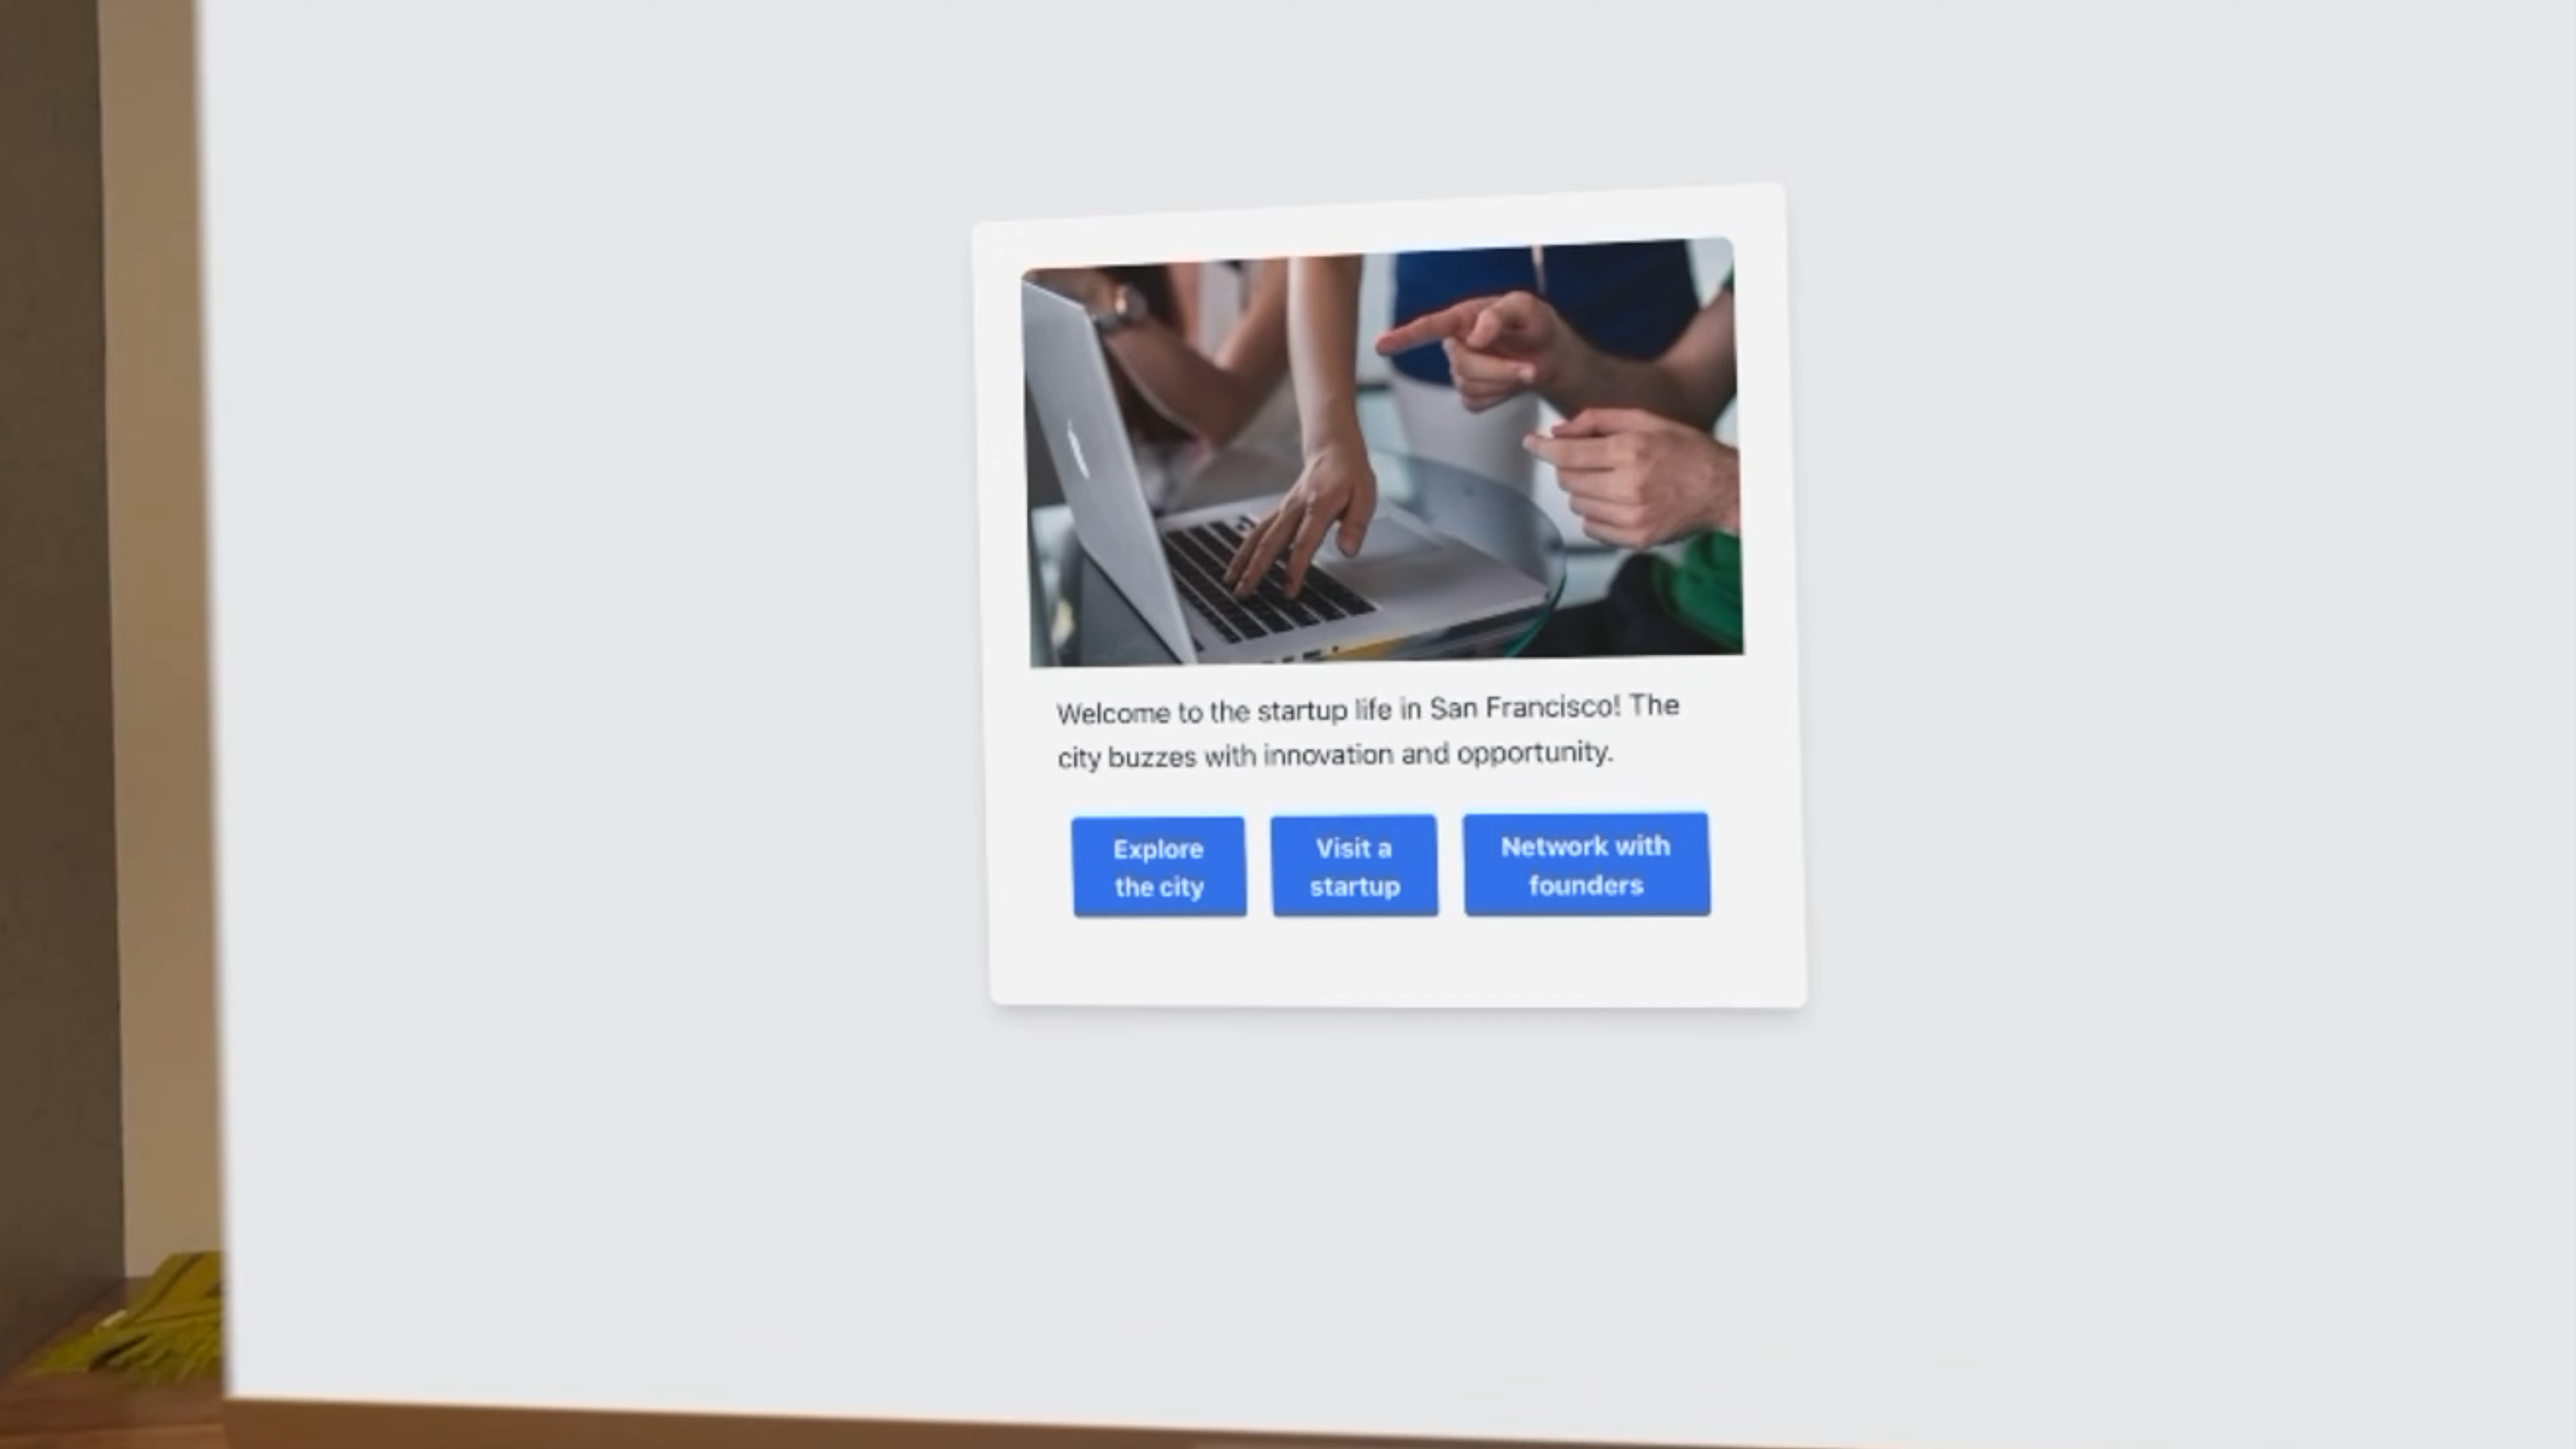 Welcome to the startup life in San Francisco! The
city buzzes with innovation and opportunity.
Explore
the city
Visit a
startup
Network with
founders